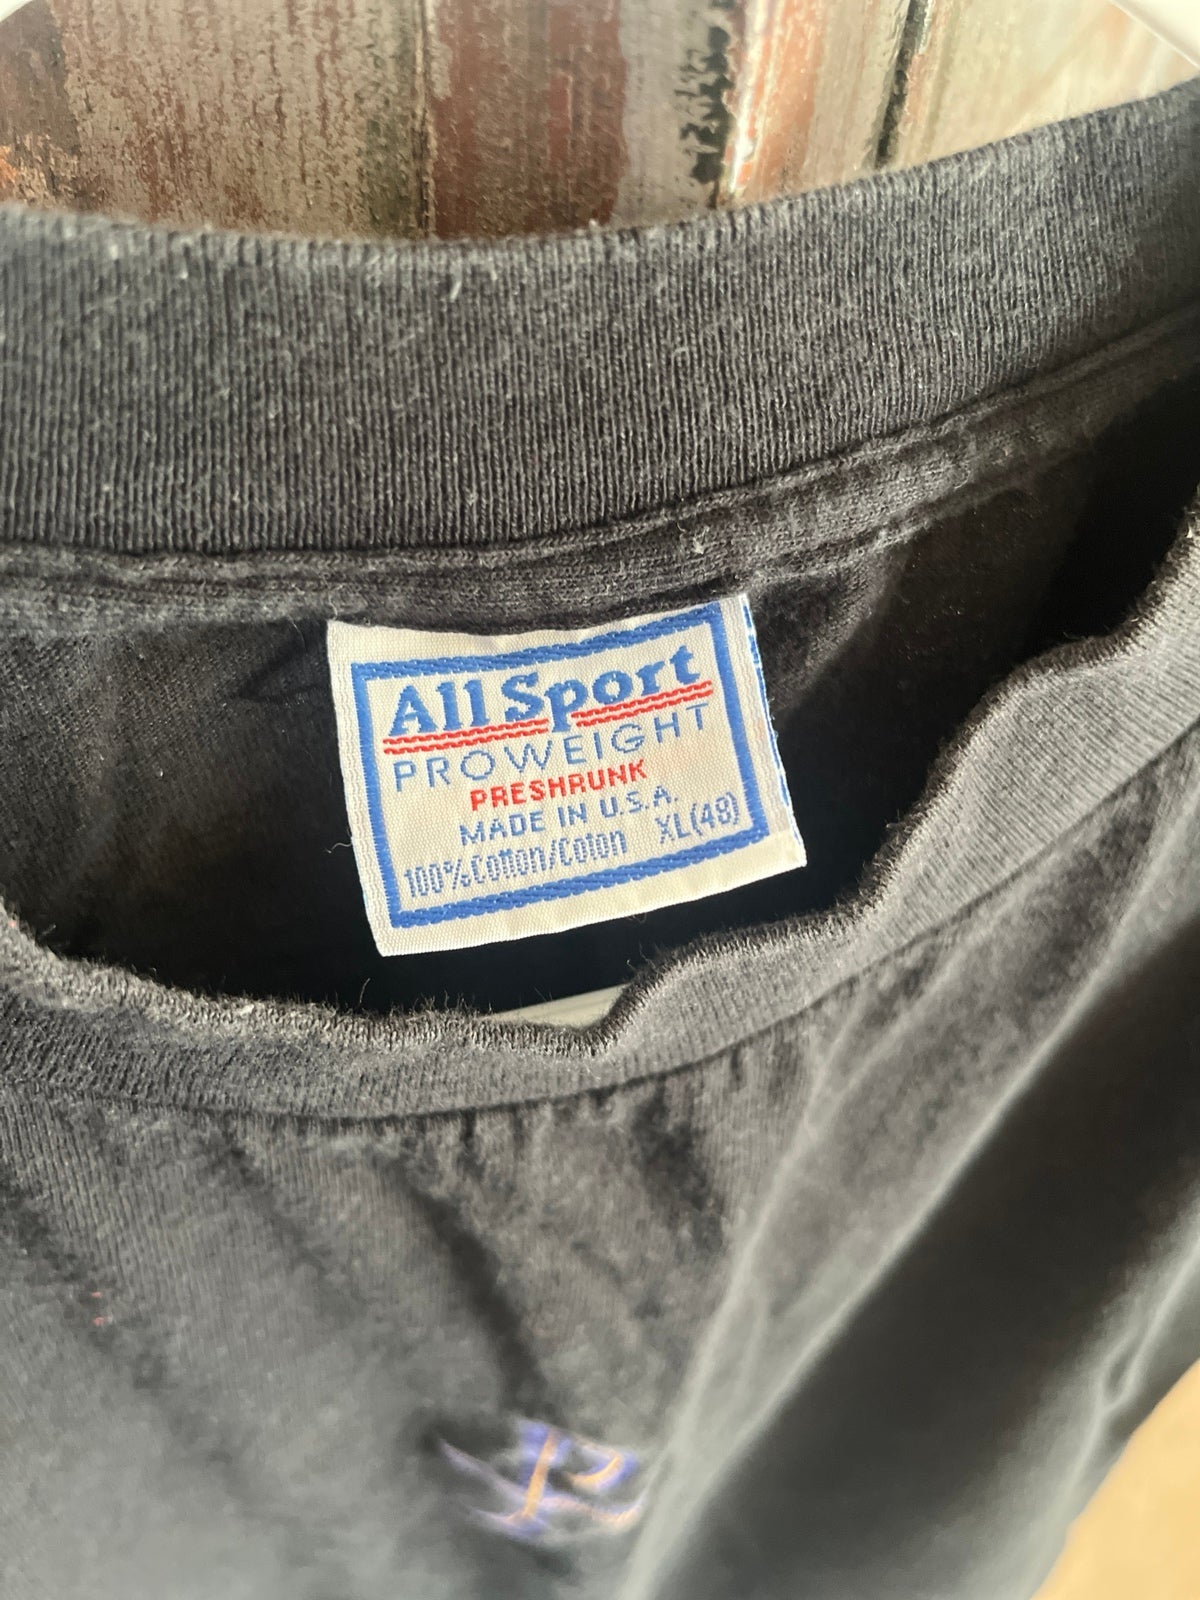 All Sport
PROWEIGHT
PRESHRUNK
MADE IN U.S.A.
100% Cotton/Coton XL(48)